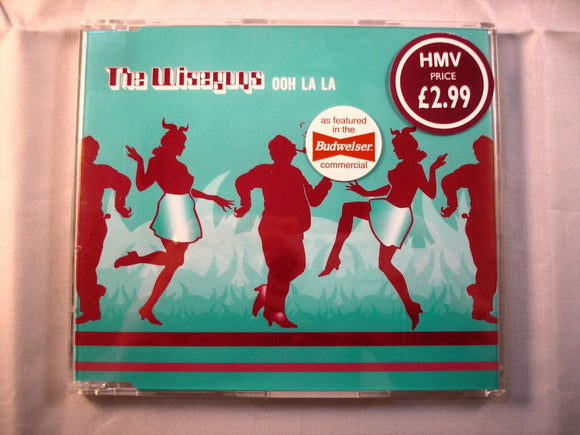 The Wiseguys OOH LA LA
HMV
PRICE
£2.99
as featured
in the
Budweiser.
commercial